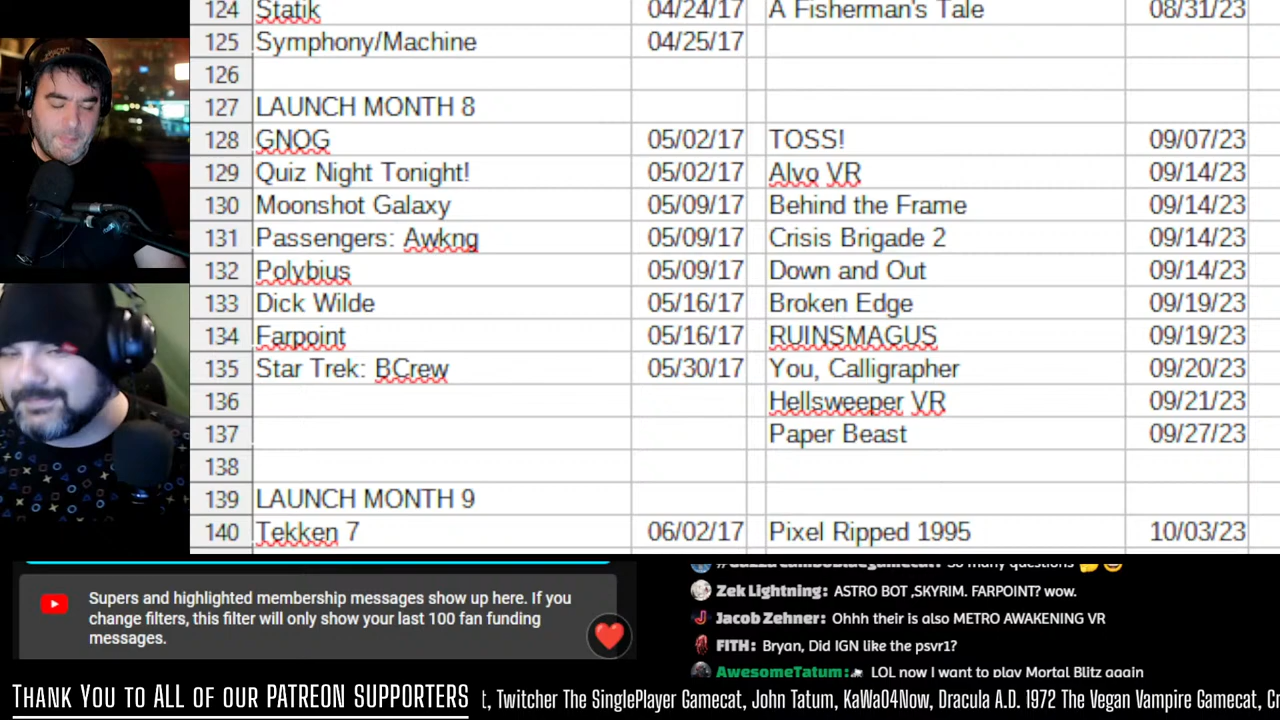 124 Statik 04/24/17 A Fisherman's Tale 08/31/23
125 Symphony/Machine 04/25/17
126
127 LAUNCH MONTH 8
128 GNOG 05/02/17 TOSS! 09/07/23
129 Quiz Night Tonight! 05/02/17 Alvo VR 09/14/23
130 Moonshot Galaxy 05/09/17 Behind the Frame 09/14/23
131 Passengers: Awkng 05/09/17 Crisis Brigade 2 09/14/23
132 Polybius 05/09/17 Down and Out 09/14/23
133 Dick Wilde 05/16/17 Broken Edge 09/19/23
134 Farpoint 05/16/17 RUINSMAGUS 09/19/23
135 Star Trek: BCrew 05/30/17 You, Calligrapher 09/20/23
136 Hellsweeper VR 09/21/23
137 Paper Beast 09/27/23
138
139 LAUNCH MONTH 9
140 Tekken 7 06/02/17 Pixel Ripped 1995 10/03/23
Supers and highlighted membership messages show up here. If you
change filters, this filter will only show your last 100 fan funding
messages.
So many questions
Zek Lightning: ASTRO BOT ,SKYRIM. FARPOINT? wow.
Jacob Zehner: Ohhh their is also METRO AWAKENING VR
FITH: Bryan, Did IGN like the psvr1?
AwesomeTatum: LOL now I want to play Mortal Blitz again
THANK YOU TO ALL OF OUR PATREON SUPPORTERS t, Twitcher The SinglePlayer Gamecat, John Tatum, KaWa04Now, Dracula A.D. 1972 The Vegan Vampire Gamecat, Cr